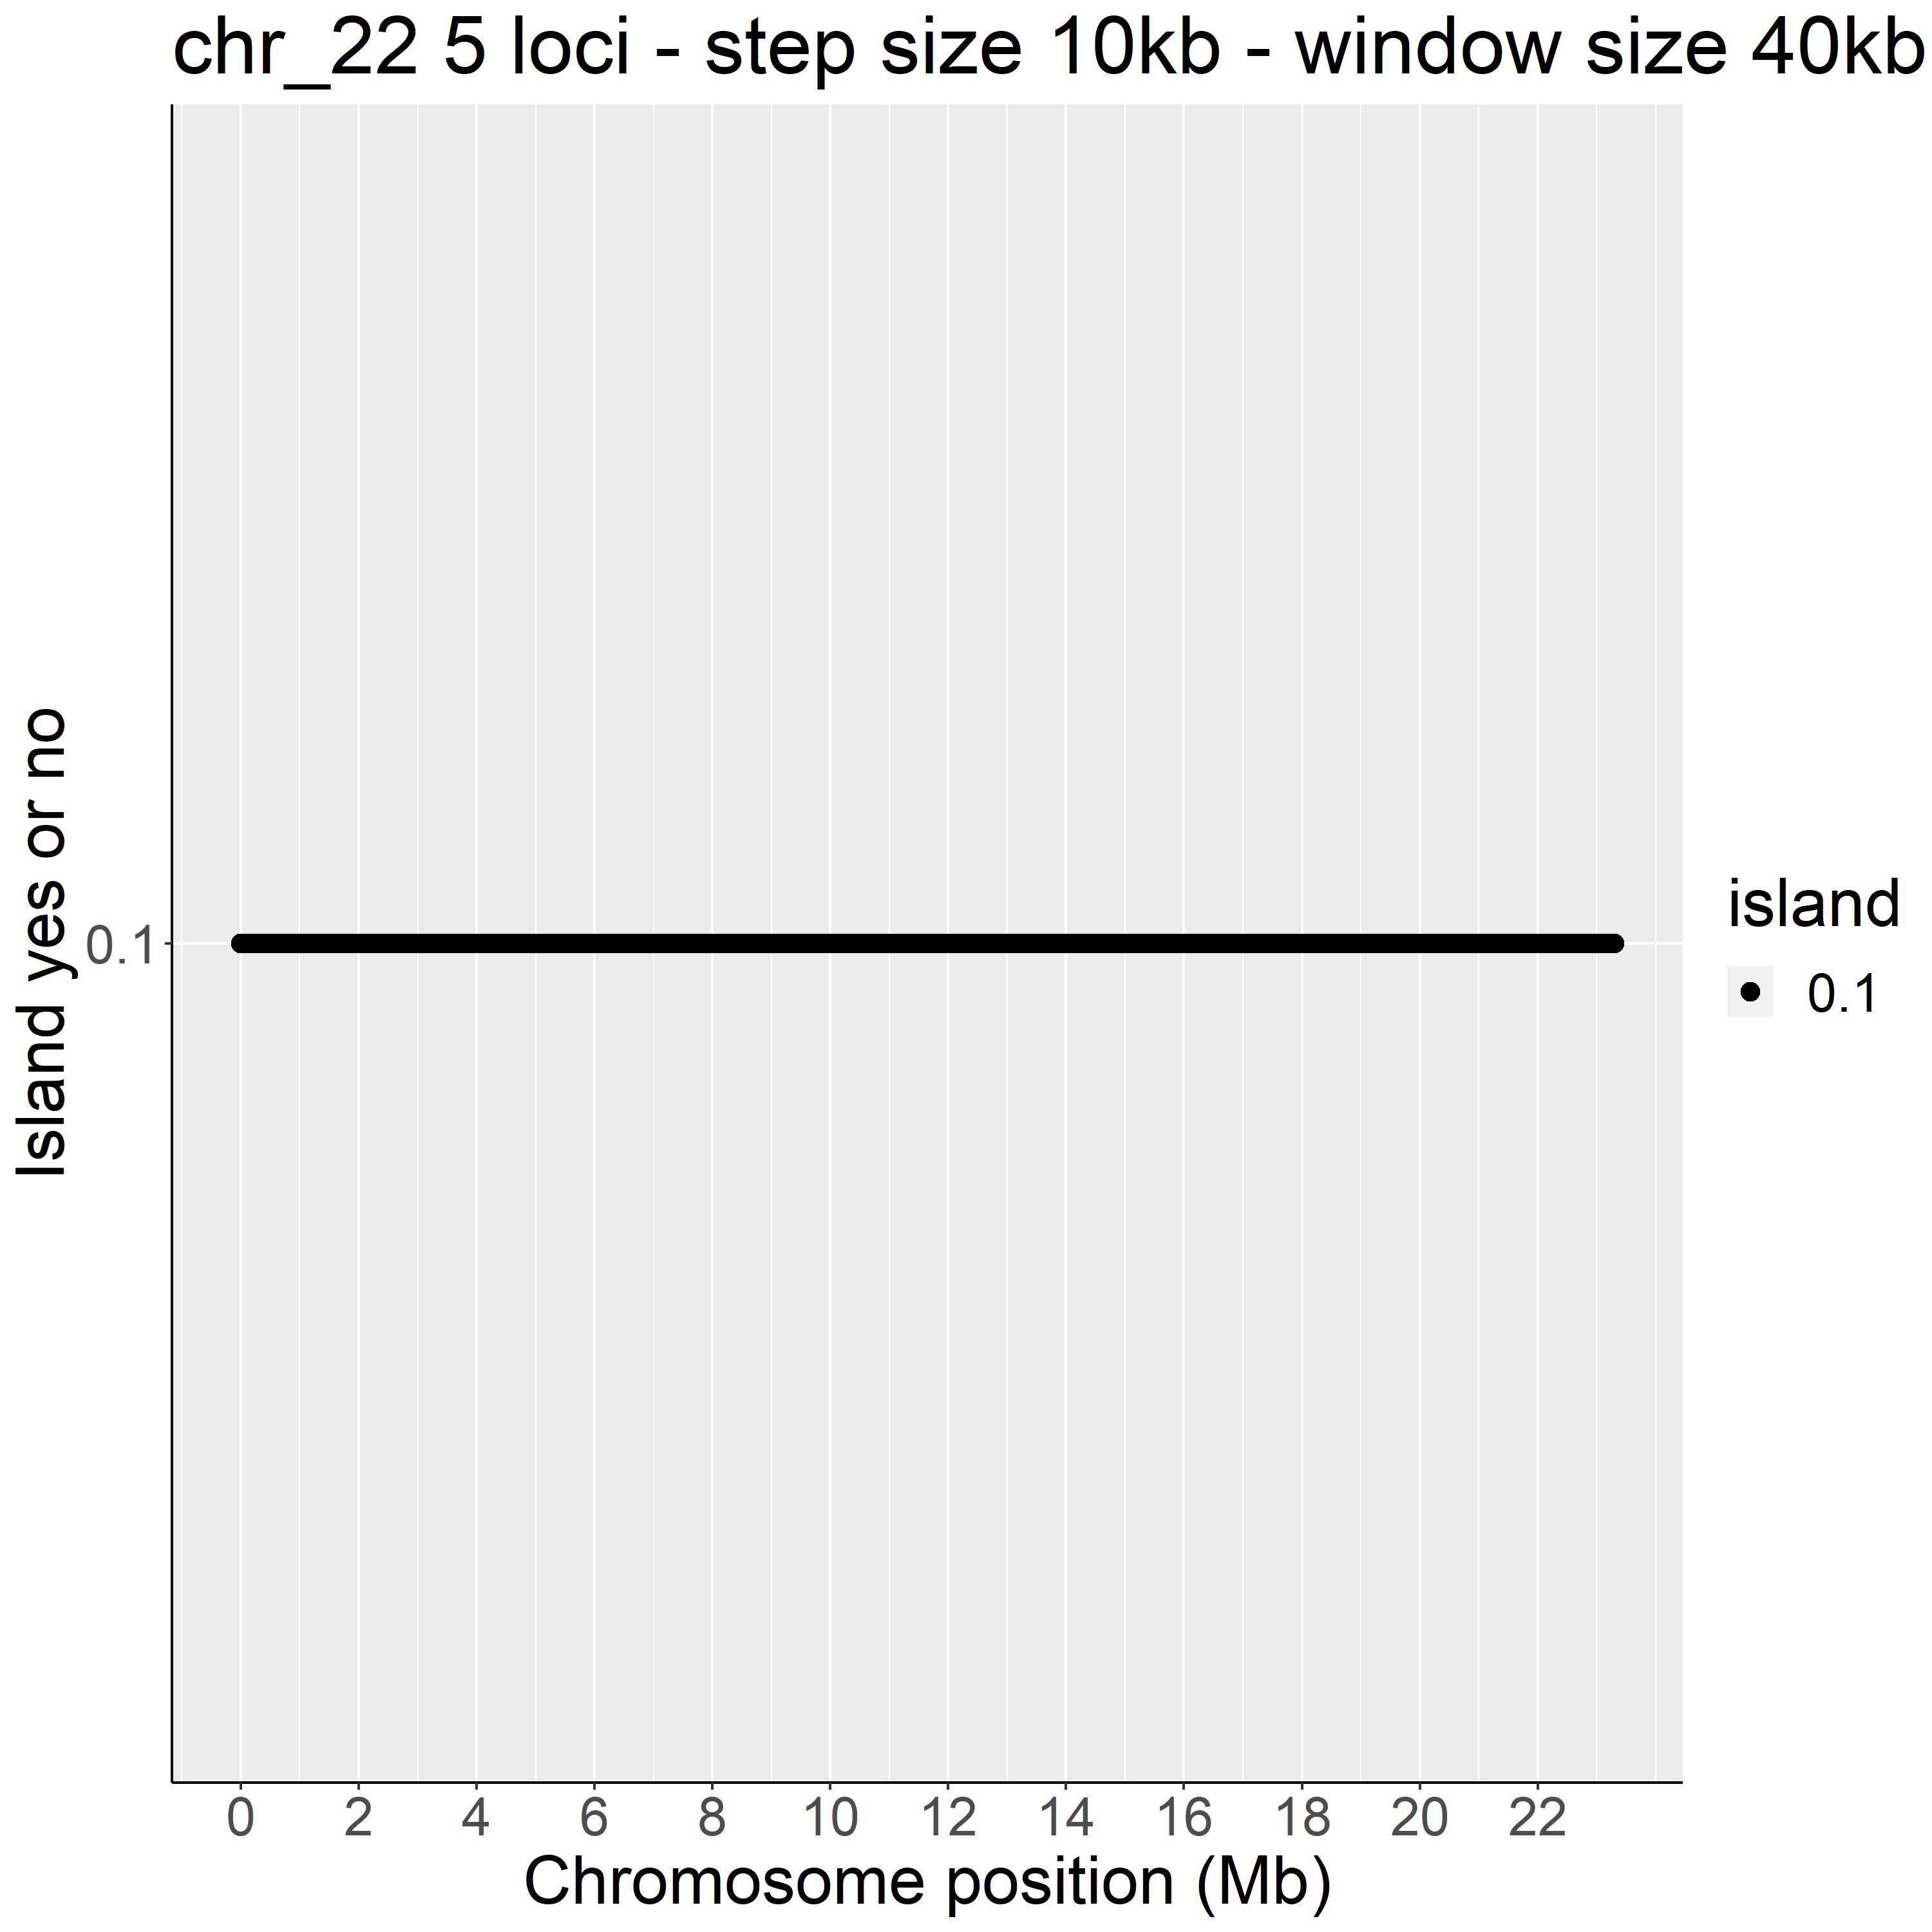 chr_22 5 loci - step size 10kb - window size 40kb
Island yes or no
0.1
island
0.1
0 2 4 6 8 10 12 14 16 18 20 22
Chromosome position (Mb)